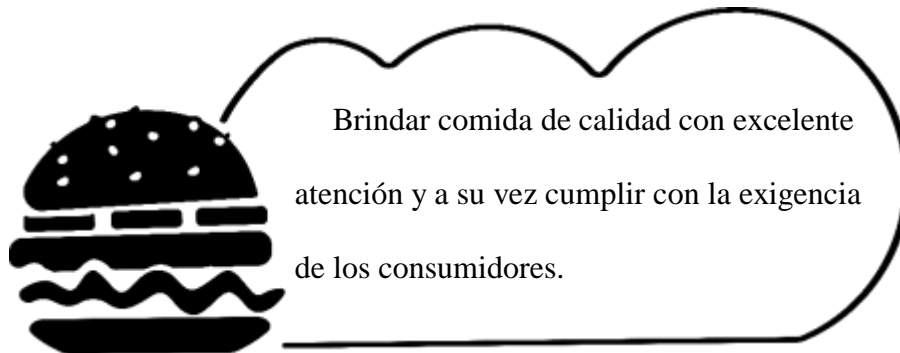 Brindar comida de calidad con excelente
atención y a su vez cumplir con la exigencia
de los consumidores.